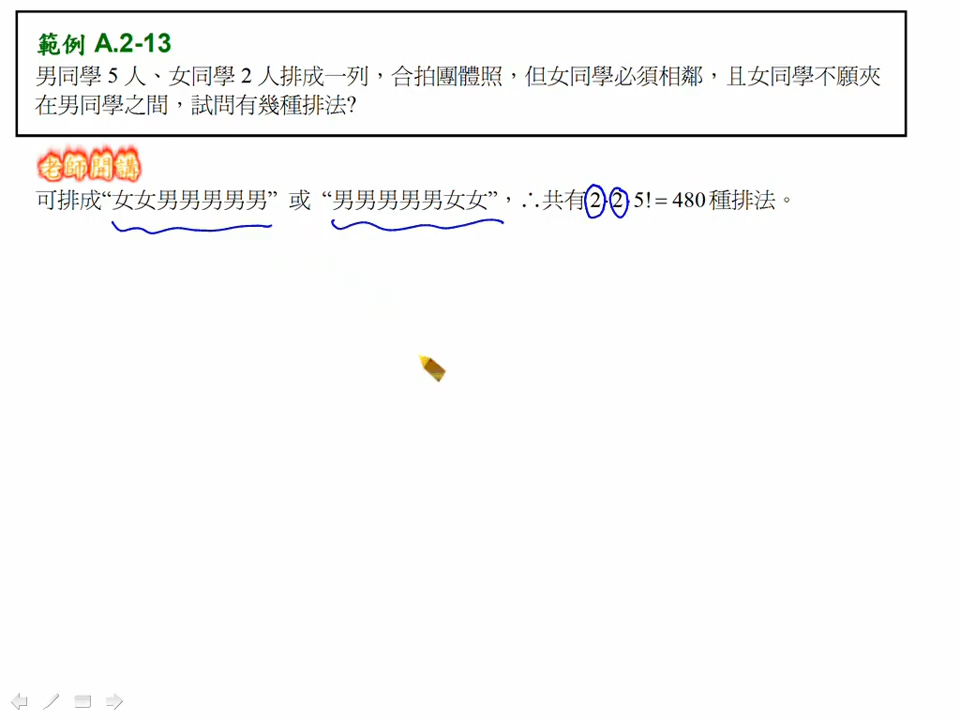 範例 A.2-13
男同學 5 人、女同學 2 人排成一列，合拍團體照，但女同學必須相鄰，且女同學不願夾
在男同學之間，試問有幾種排法?
老師開講
可排成“女女男男男男男” 或 “男男男男男女女”，∴共有 2·2·5! = 480 種排法。